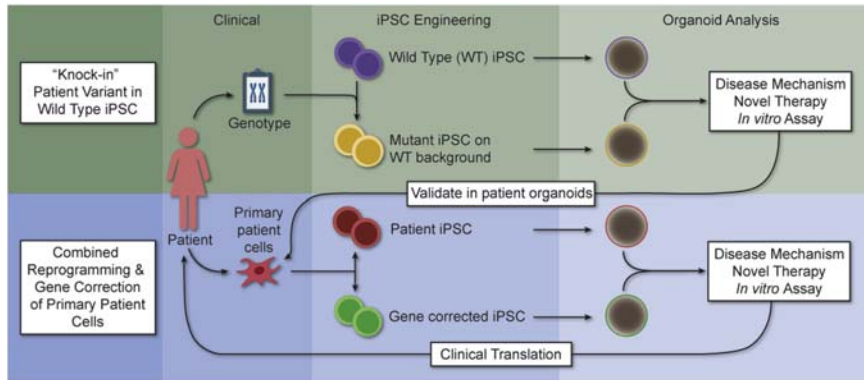 Clinical
iPSC Engineering
Organoid Analysis
“Knock-in”
Patient Variant in
Wild Type iPSC
Genotype
Wild Type (WT) iPSC
Mutant iPSC on
WT background
Disease Mechanism
Novel Therapy
In vitro Assay
Validate in patient organoids
Combined
Reprogramming &
Gene Correction
of Primary Patient
Cells
Patient
Primary
patient
cells
Patient iPSC
Gene corrected iPSC
Disease Mechanism
Novel Therapy
In vitro Assay
Clinical Translation